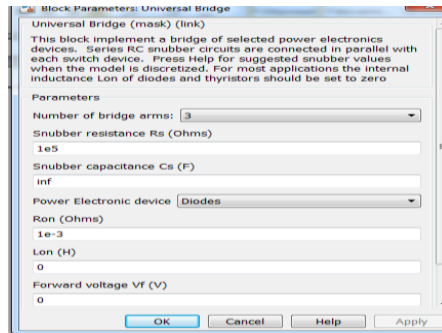 Block Parameters: Universal Bridge
Universal Bridge (mask) (link)
This block implement a bridge of selected power electronics
devices. Series RC snubber circuits are connected in parallel with
each switch device. Press Help for suggested snubber values
when the model is discretized. For most applications the internal
inductance Lon of diodes and thyristors should be set to zero
Parameters
Number of bridge arms: 3
Snubber resistance Rs (Ohms)
1e5
Snubber capacitance Cs (F)
inf
Power Electronic device Diodes
Ron (Ohms)
1e-3
Lon (H)
0
Forward voltage Vf (V)
0
OK Cancel Help Apply